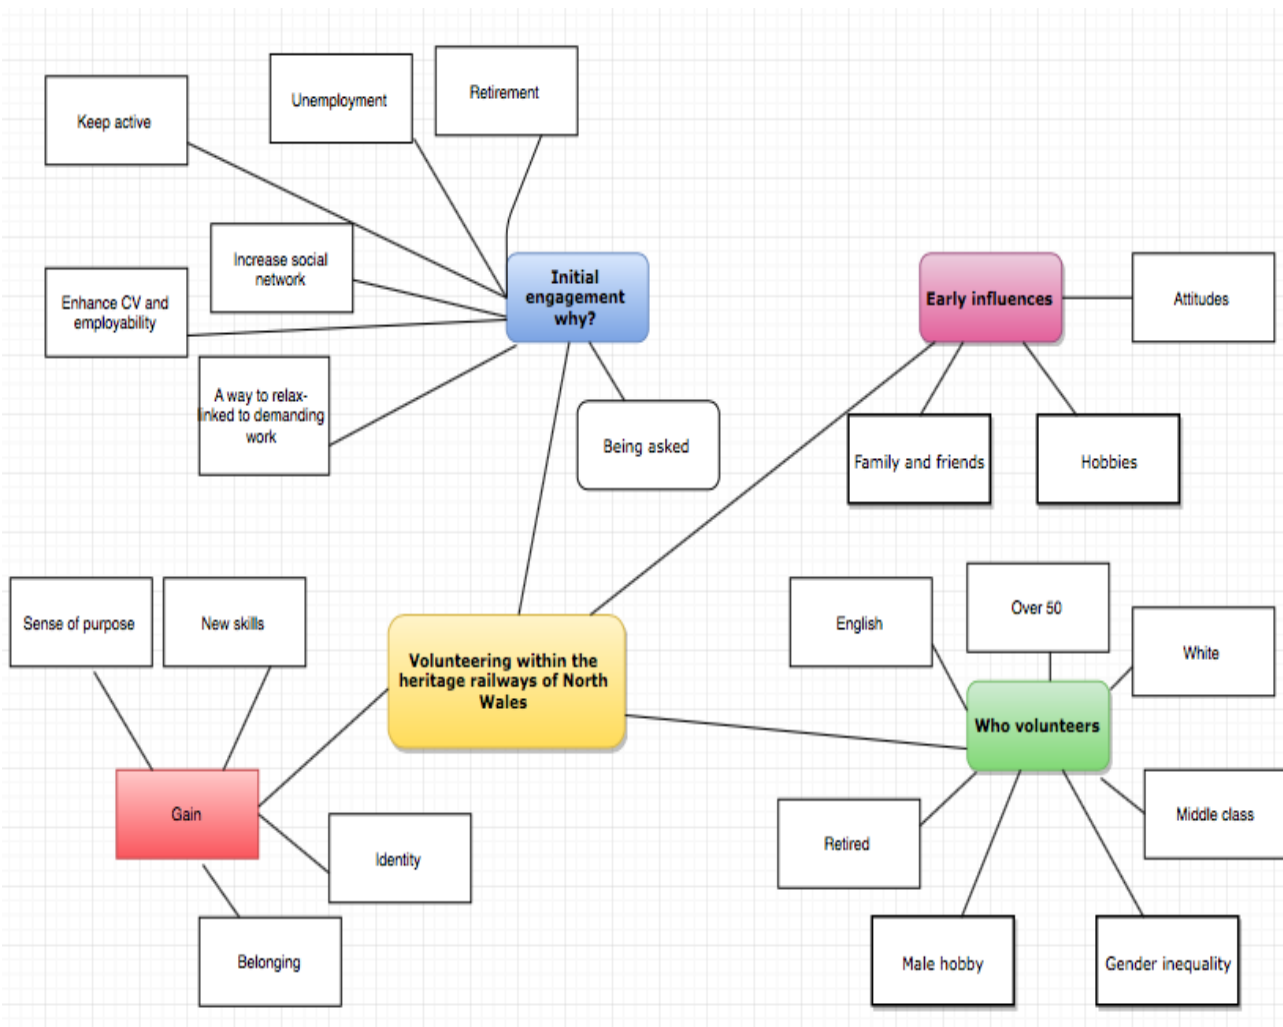 Retirement
Unemployment
Keep active
Increase social
network
Enhance CV and
employability
A way to relax-
linked to demanding
work
Initial
engagement
why?
Being asked
Early influences
Attitudes
Family and friends
Hobbies
Sense of purpose
New skills
Volunteering within the
heritage railways of North
Wales
Gain
Identity
Belonging
English
Over 50
White
Who volunteers
Middle class
Retired
Male hobby
Gender inequality